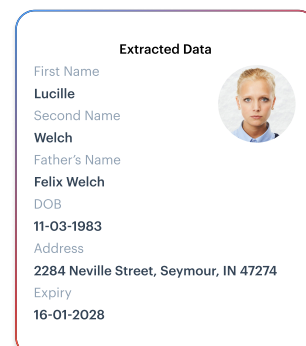 Extracted Data
First Name
Lucille
Second Name
Welch
Father's Name
Felix Welch
DOB
11-03-1983
Address
2284 Neville Street, Seymour, IN 47274
Expiry
16-01-2028